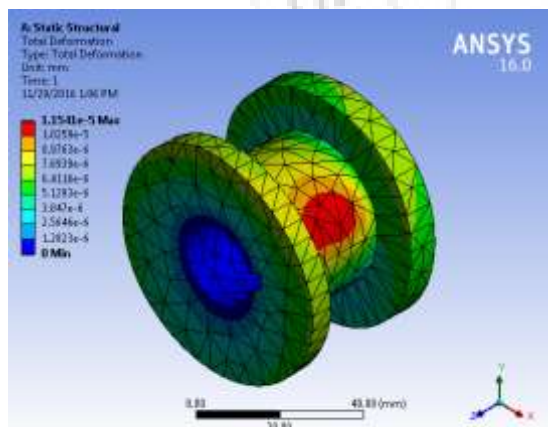 A: Static Structural
Total Deformation
Type: Total Deformation
Unit: mm
Time: 1
11/29/2016 1:06 PM
1.1541e-5 Max
1.0259e-5
8.9763e-6
7.6939e-6
6.4116e-6
5.1293e-6
3.847e-6
2.5646e-6
1.2823e-6
0 Min
ANSYS
16.0
0.00
40.00 (mm)
20.00
Y
Z
X